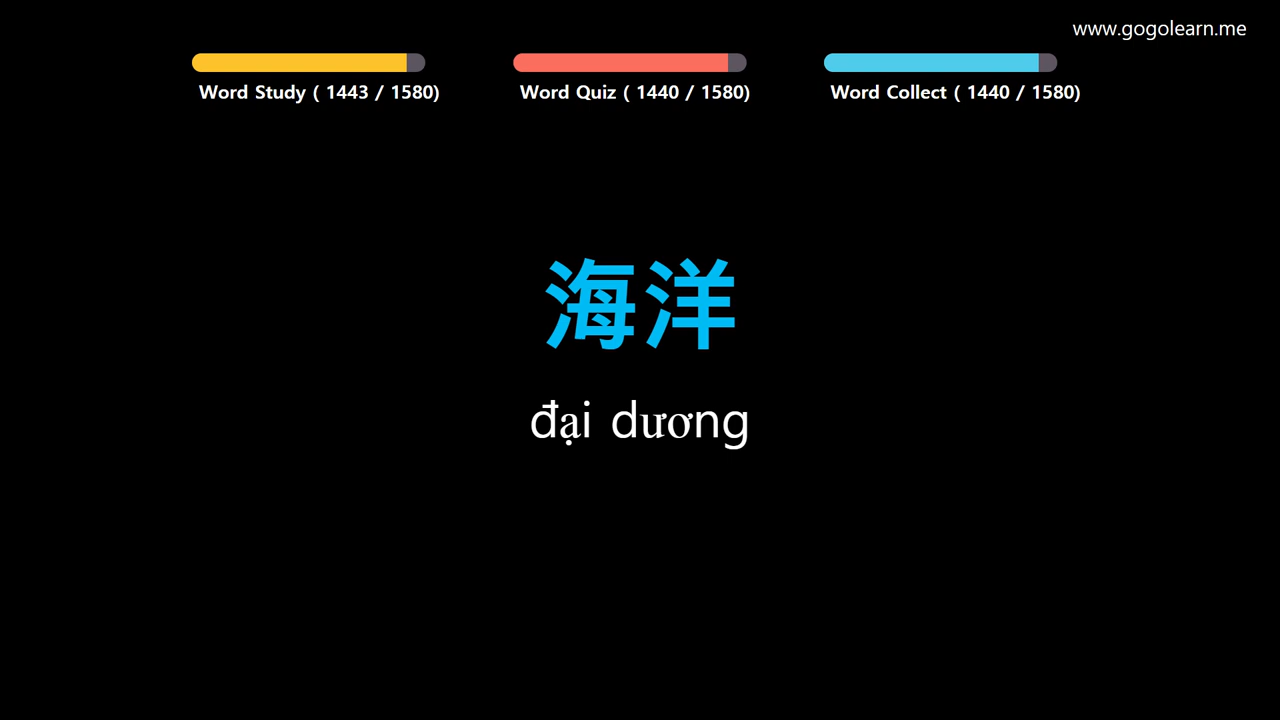 www.gogolearn.me
Word Study ( 1443 / 1580)
Word Quiz ( 1440 / 1580)
Word Collect ( 1440 / 1580)
海洋
đại dương